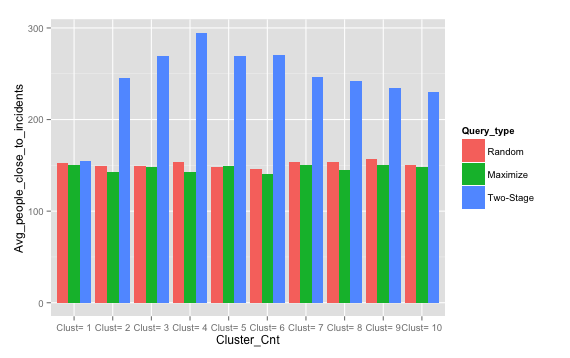 300
200
100
0
Avg_people_close_to_incidents
Clust= 1 Clust= 2 Clust= 3 Clust= 4 Clust= 5 Clust= 6 Clust= 7 Clust= 8 Clust= 9 Clust= 10
Cluster_Cnt
Query_type
Random
Maximize
Two-Stage